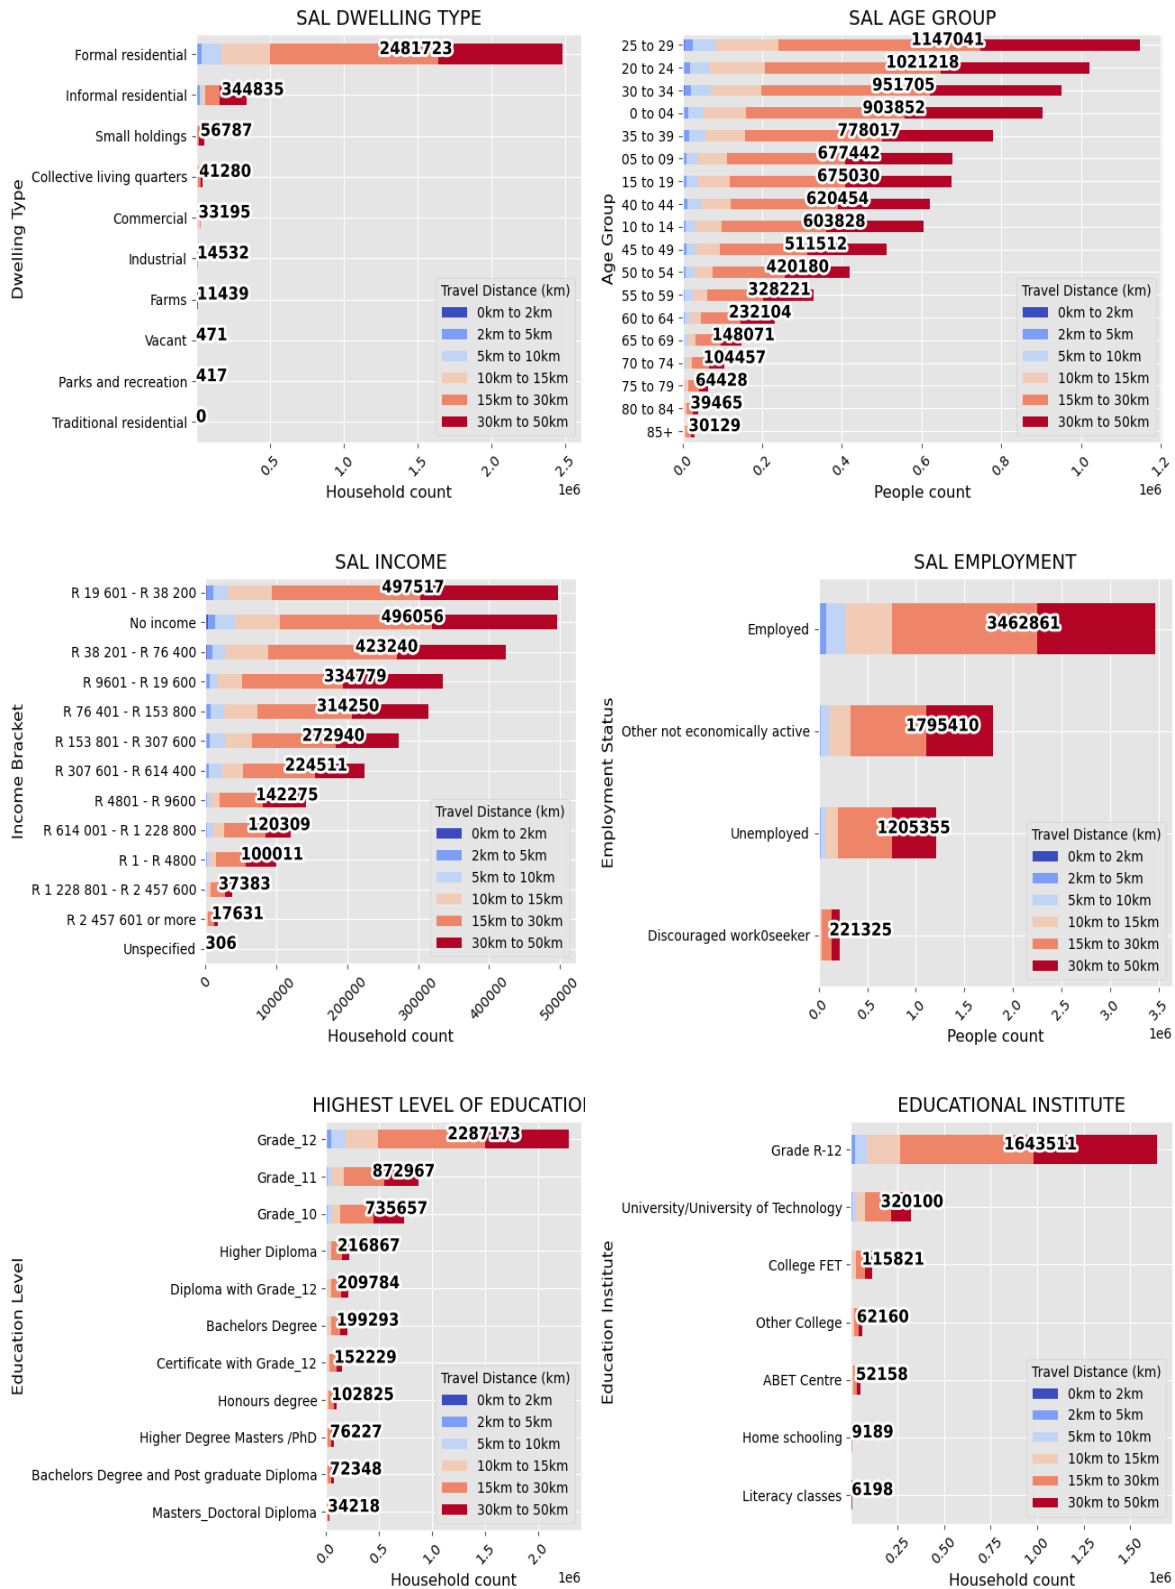 SAL DWELLING TYPE
Dwelling Type
Formal residential 2481723
Informal residential 344835
Small holdings 56787
Collective living quarters 41280
Commercial 33195
Industrial 14532
Farms 11439
Vacant 471
Parks and recreation 417
Traditional residential 0
Travel Distance (km)
0km to 2km
2km to 5km
5km to 10km
10km to 15km
15km to 30km
30km to 50km
0.5 1.0 1.5 2.0 2.5
1e6
Household count
SAL AGE GROUP
Age Group
25 to 29 1147041
20 to 24 1021218
30 to 34 951705
0 to 04 903852
35 to 39 778017
05 to 09 677442
15 to 19 675030
40 to 44 620454
10 to 14 603828
45 to 49 511512
50 to 54 420180
55 to 59 328221
60 to 64 232104
65 to 69 148071
70 to 74 104457
75 to 79 64428
80 to 84 39465
85+ 30129
Travel Distance (km)
0km to 2km
2km to 5km
5km to 10km
10km to 15km
15km to 30km
30km to 50km
0.0 0.2 0.4 0.6 0.8 1.0 1.2
1e6
People count
SAL INCOME
Income Bracket
R 19 601 - R 38 200 497517
No income 496056
R 38 201 - R 76 400 423240
R 9601 - R 19 600 334779
R 76 401 - R 153 800 314250
R 153 801 - R 307 600 272940
R 307 601 - R 614 400 224511
R 4801 - R 9600 142275
R 614 001 - R 1 228 800 120309
R 1 - R 4800 100011
R 1 228 801 - R 2 457 600 37383
R 2 457 601 or more 17631
Unspecified 306
Travel Distance (km)
0km to 2km
2km to 5km
5km to 10km
10km to 15km
15km to 30km
30km to 50km
0 100000 200000 300000 400000 500000
Household count
SAL EMPLOYMENT
Employment Status
Employed 3462861
Other not economically active 1795410
Unemployed 1205355
Discouraged work0seeker 221325
Travel Distance (km)
0km to 2km
2km to 5km
5km to 10km
10km to 15km
15km to 30km
30km to 50km
0.0 0.5 1.0 1.5 2.0 2.5 3.0 3.5
1e6
People count
HIGHEST LEVEL OF EDUCATIO
Education Level
Grade_12 2287173
Grade_11 872967
Grade_10 735657
Higher Diploma 216867
Diploma with Grade_12 209784
Bachelors Degree 199293
Certificate with Grade_12 152229
Honours degree 102825
Higher Degree Masters /PhD 76227
Bachelors Degree and Post graduate Diploma 72348
Masters_Doctoral Diploma 34218
Travel Distance (km)
0km to 2km
2km to 5km
5km to 10km
10km to 15km
15km to 30km
30km to 50km
0.0 0.5 1.0 1.5 2.0
1e6
Household count
EDUCATIONAL INSTITUTE
Education Institute
Grade R-12 1643511
University/University of Technology 320100
College FET 115821
Other College 62160
ABET Centre 52158
Home schooling 9189
Literacy classes 6198
Travel Distance (km)
0km to 2km
2km to 5km
5km to 10km
10km to 15km
15km to 30km
30km to 50km
0.25 0.50 0.75 1.00 1.25 1.50
1e6
Household count